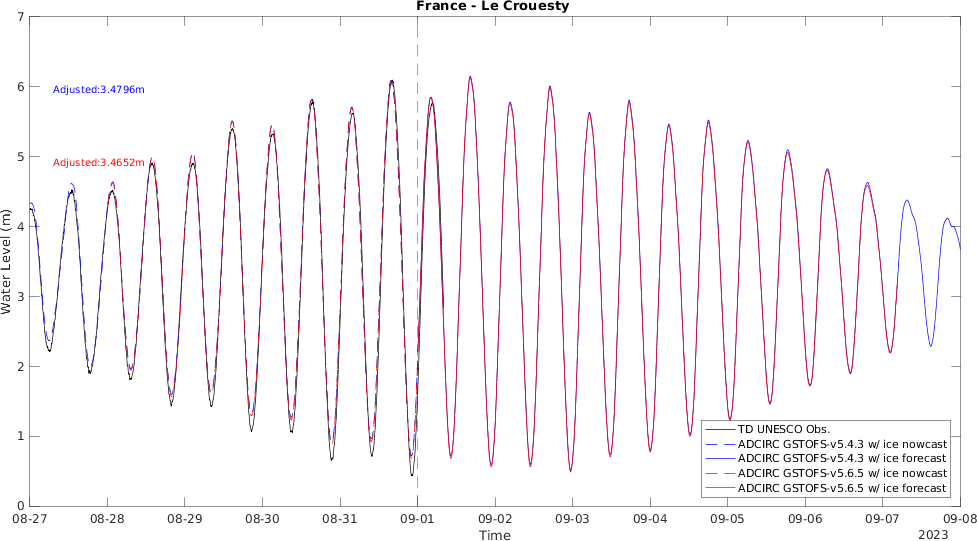 France - Le Crouesty
7
6
5
4
3
2
1
0
Water Level (m)
Adjusted:3.4796m
Adjusted:3.4652m
TD UNESCO Obs.
ADCIRC GSTOFS-v5.4.3 w/ ice nowcast
ADCIRC GSTOFS-v5.4.3 w/ ice forecast
ADCIRC GSTOFS-v5.6.5 w/ ice nowcast
ADCIRC GSTOFS-v5.6.5 w/ ice forecast
08-27 08-28 08-29 08-30 08-31 09-01 09-02 09-03 09-04 09-05 09-06 09-07 09-08
Time
2023